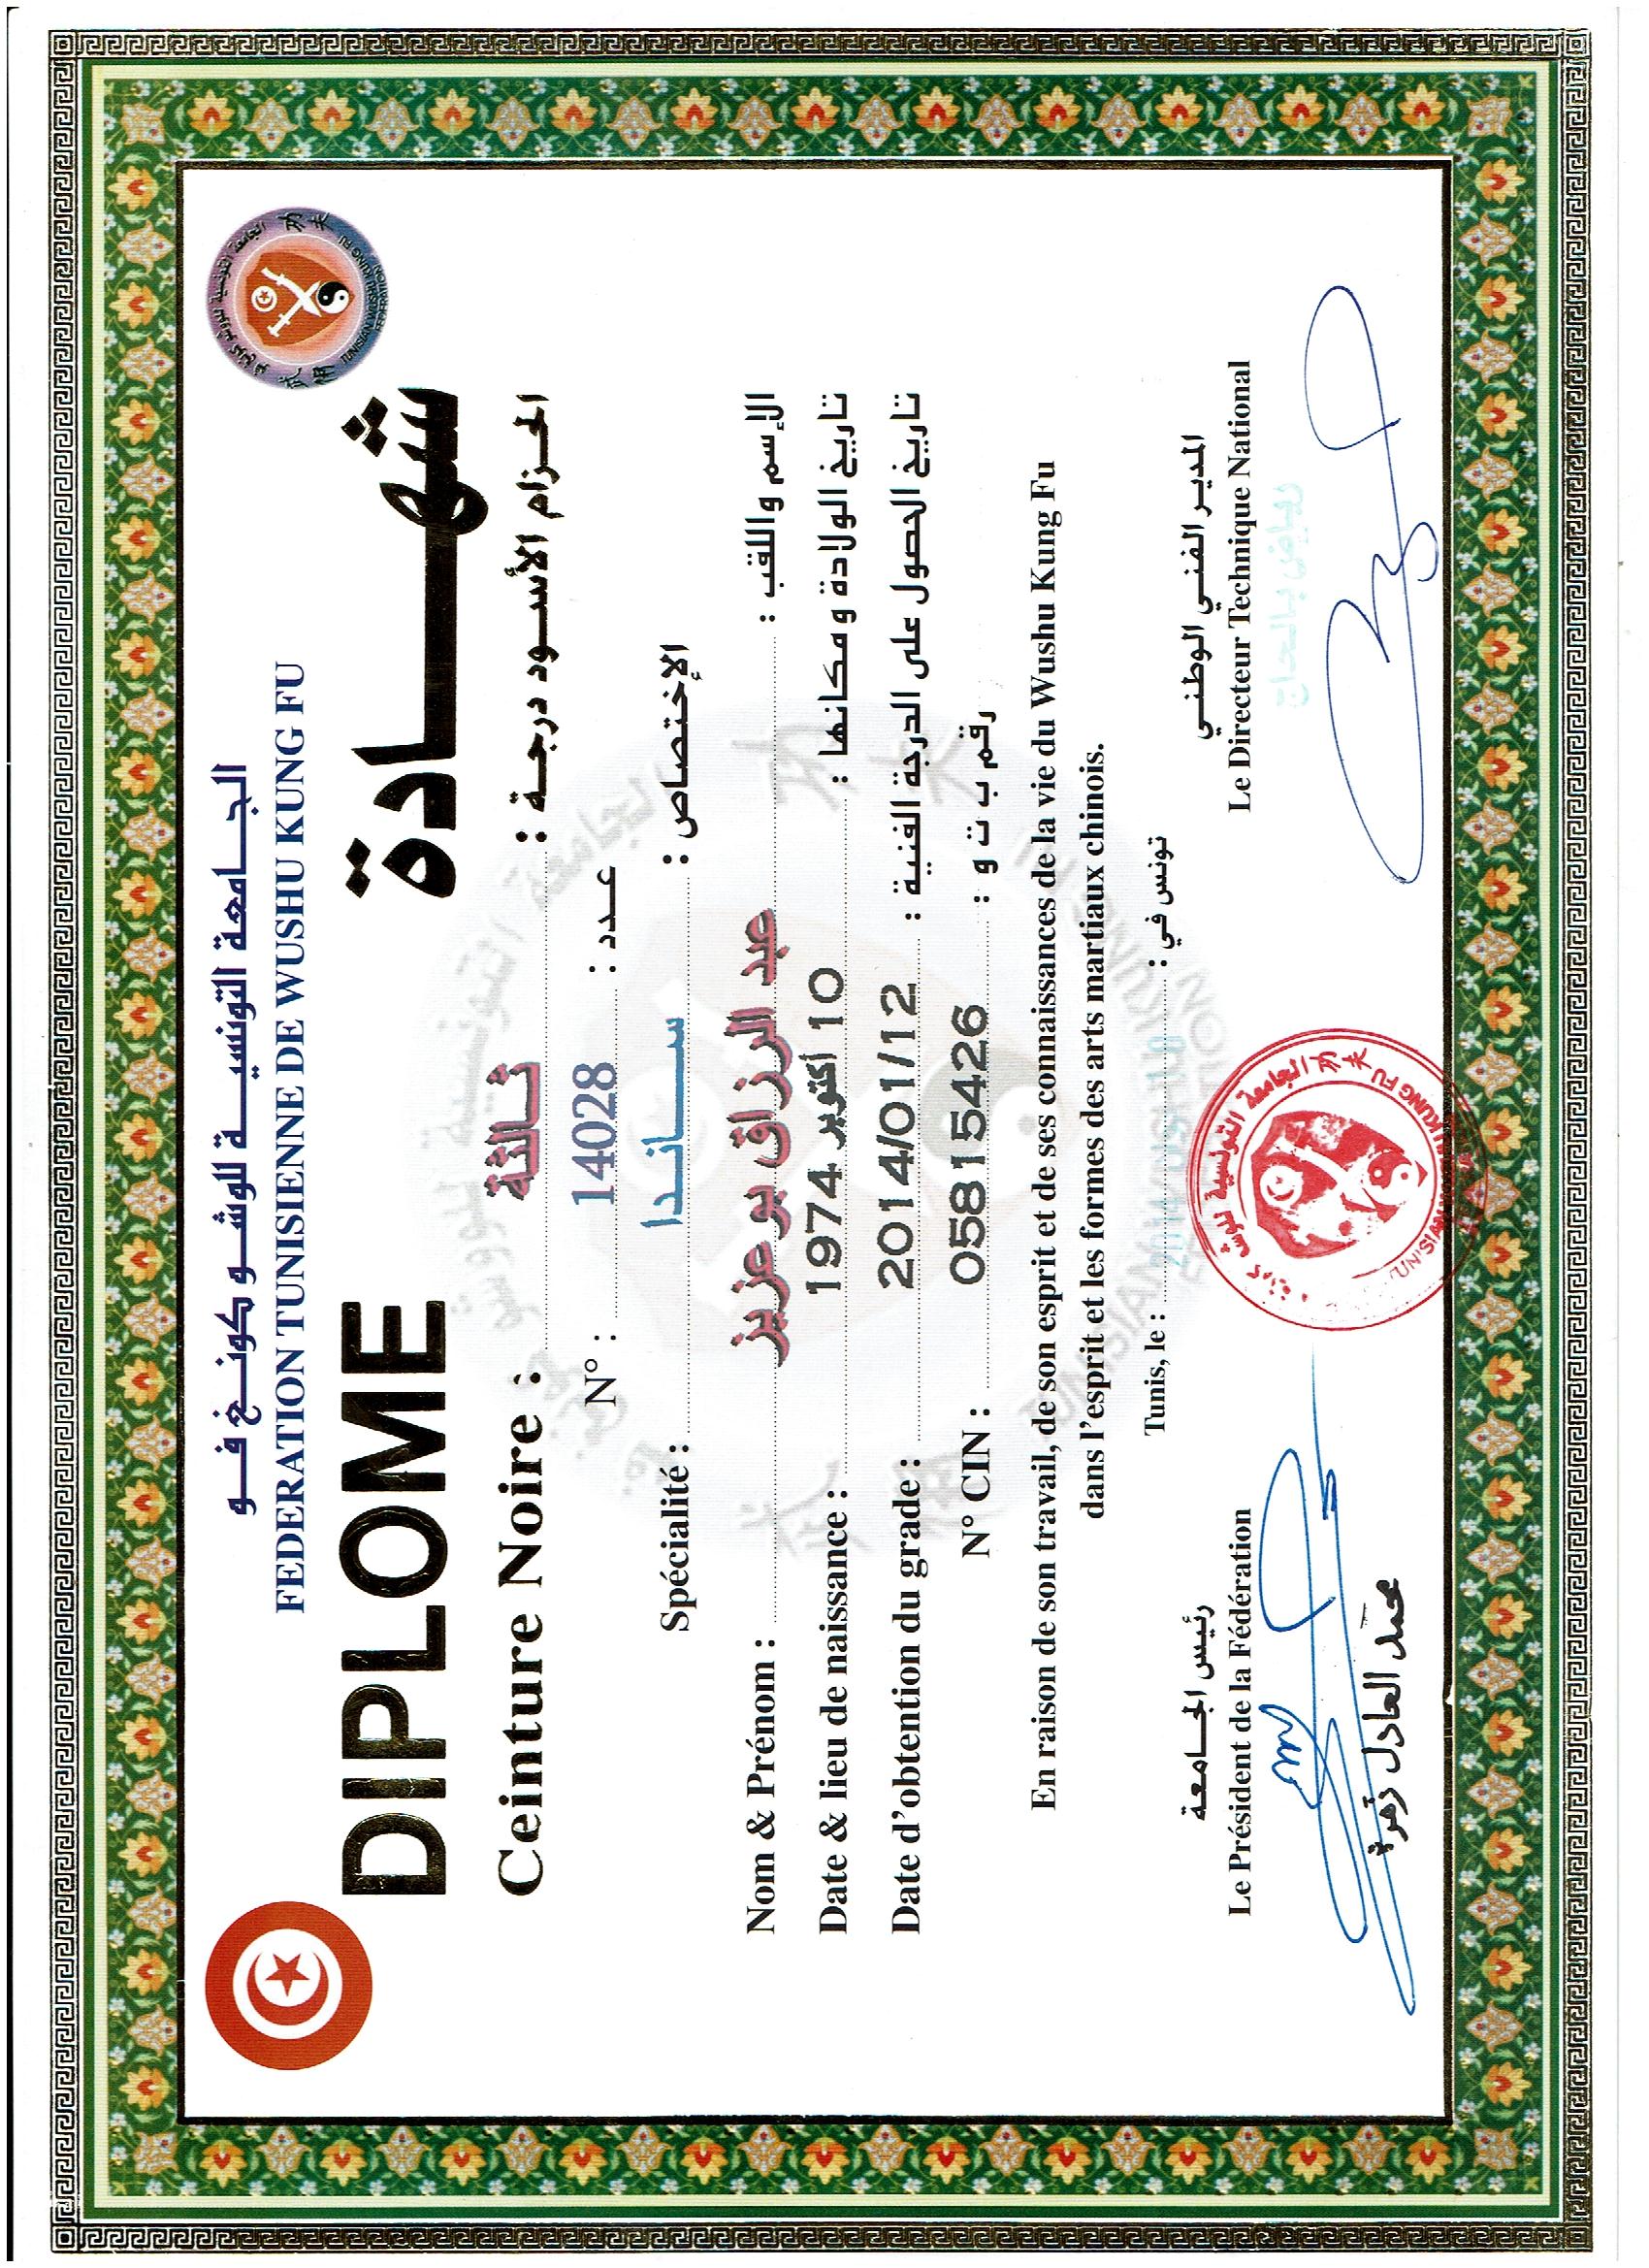 الجامعة التونسية للوشو كونغ فو
FEDERATION TUNISIENNE DE WUSHU KUNG FU
DIPLOME شهادة
Ceinture Noire : ثالثة الحزام الأسود درجة :
N° : 14028 عدد :
Spécialité : ساندا الإختصاص :
Nom & Prénom : عبد الرزاق بوعزيز الإسم واللقب :
Date & lieu de naissance : 10 أكتوبر 1974 تاريخ الولادة ومكانها :
Date d’obtention du grade : 2014/01/12 تاريخ الحصول على الدرجة الفنية :
N° CIN : 05815426 رقم ب ت و :
En raison de son travail, de son esprit et de ses connaissances de la vie du Wushu Kung Fu
dans l’esprit et les formes des arts martiaux chinois.
Tunis, le : 2014 18 تونس في :
رئيس الجامعة المدير الفني الوطني
Le Président de la Fédération Le Directeur Technique National
رياض بالحاج
محمد العادل زهرة
الجامعة التونسية للووشو كونغ فو
武術 功夫
TUNISIAN WUSHU KUNG FU
FEDERATION